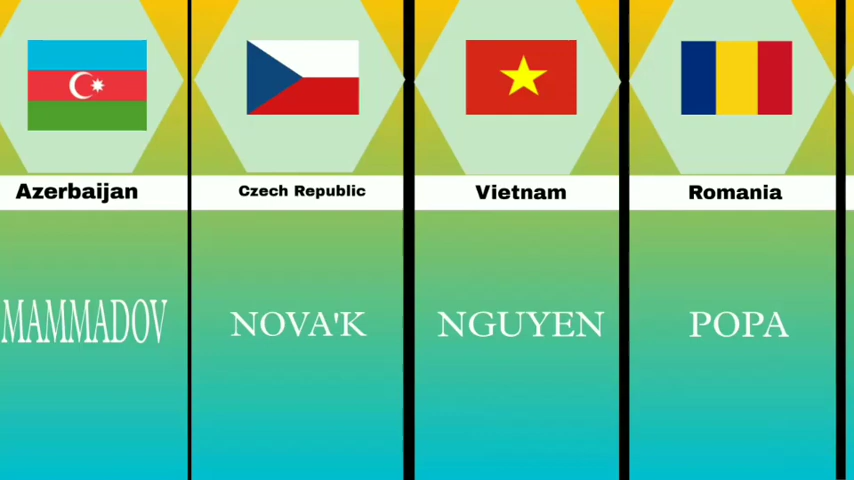 Azerbaijan
Czech Republic
Vietnam
Romania
MAMMADOV
NOVA'K
NGUYEN
POPA